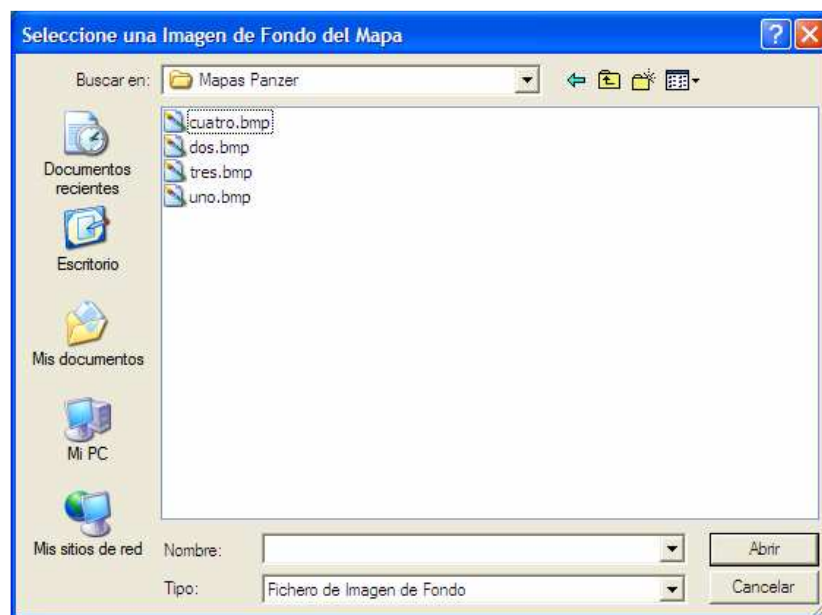 Seleccione una Imagen de Fondo del Mapa
Buscar en:
Mapas Panzer
cuatro.bmp
dos.bmp
tres.bmp
uno.bmp
Documentos
recientes
Escritorio
Mis documentos
Mi PC
Mis sitios de red
Nombre:
Abrir
Tipo:
Fichero de Imagen de Fondo
Cancelar